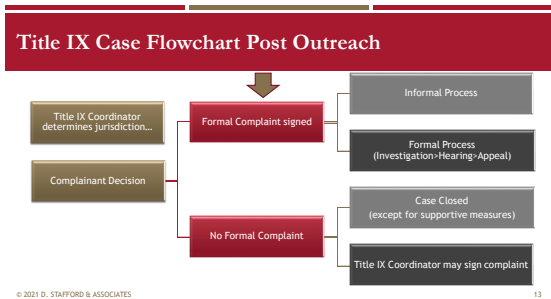 Title IX Case Flowchart Post Outreach
Title IX Coordinator
determines jurisdiction…
Complainant Decision
Formal Complaint signed
No Formal Complaint
Informal Process
Formal Process
(Investigation>Hearing>Appeal)
Case Closed
(except for supportive measures)
Title IX Coordinator may sign complaint
© 2021 D. STAFFORD & ASSOCIATES
13